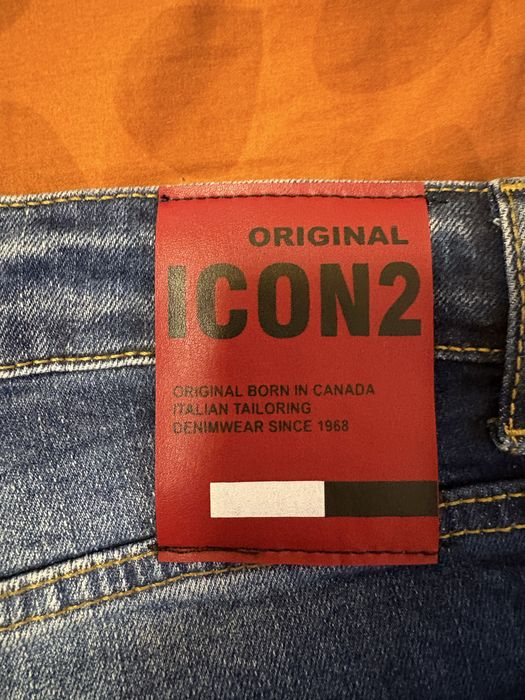 ORIGINAL
ICON2
ORIGINAL BORN IN CANADA
ITALIAN TAILORING
DENIMWEAR SINCE 1968